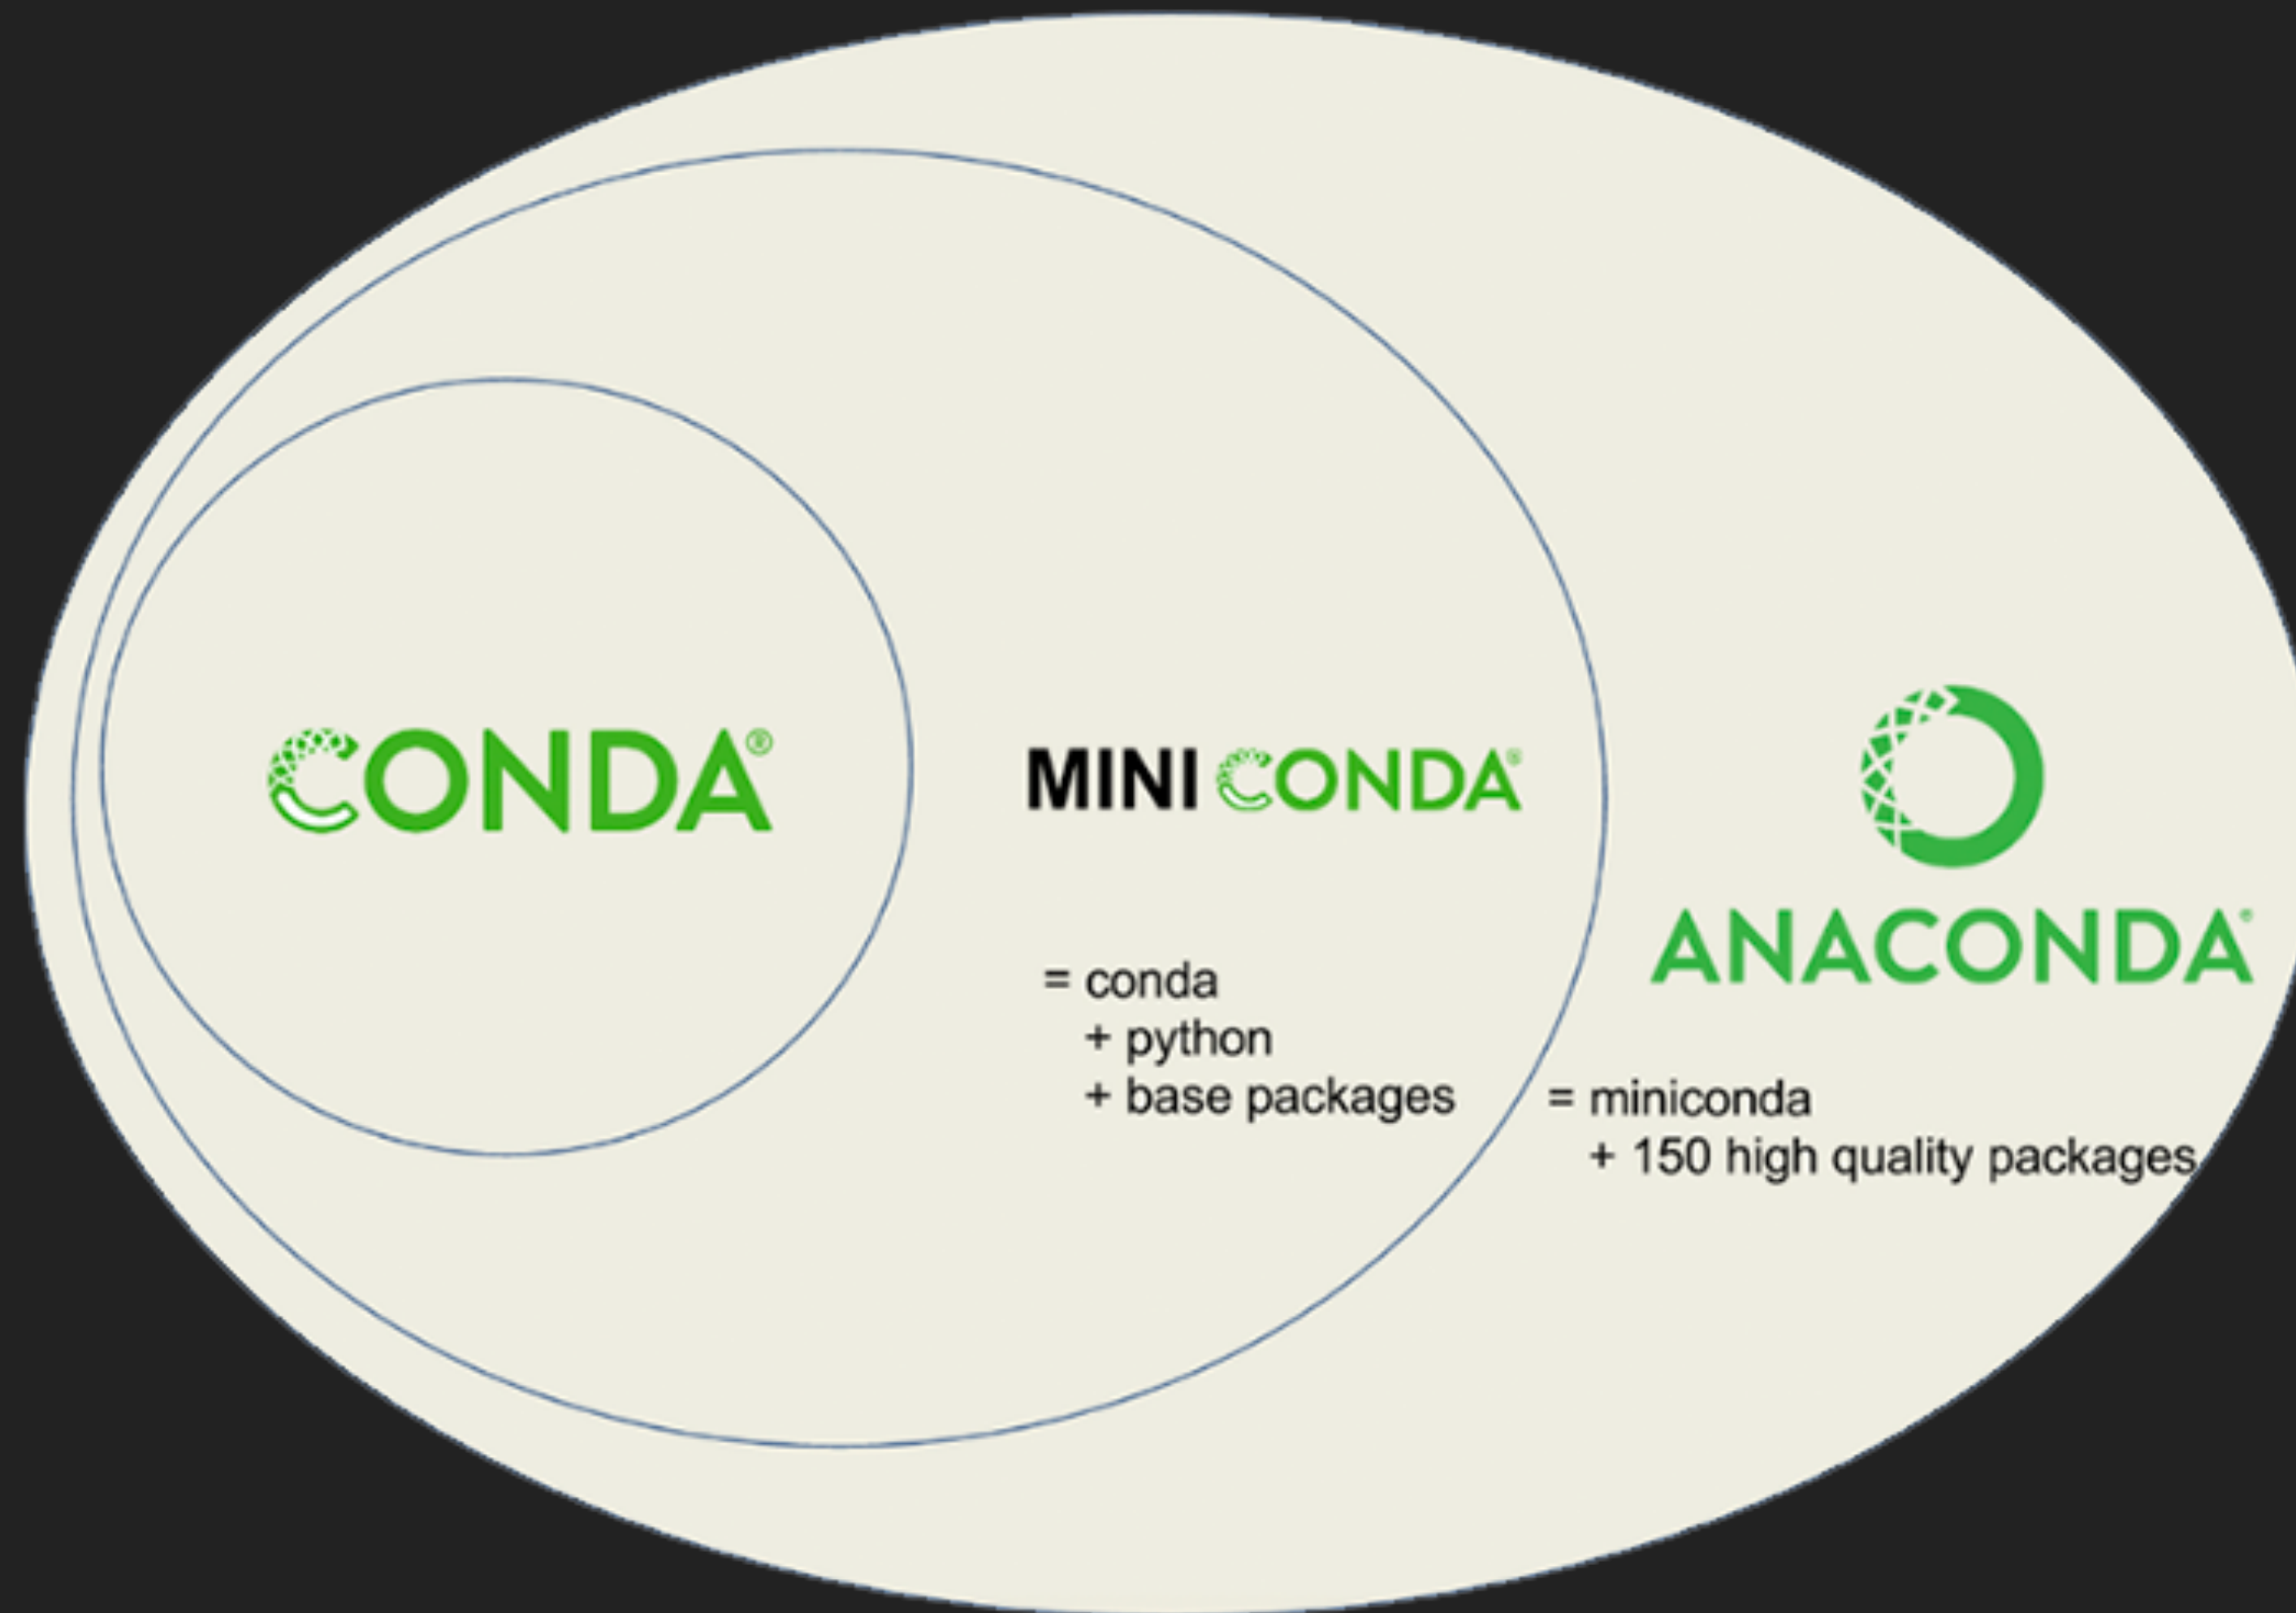 CONDA®
MINI CONDA®
= conda
+ python
+ base packages
ANACONDA®
= miniconda
+ 150 high quality packages